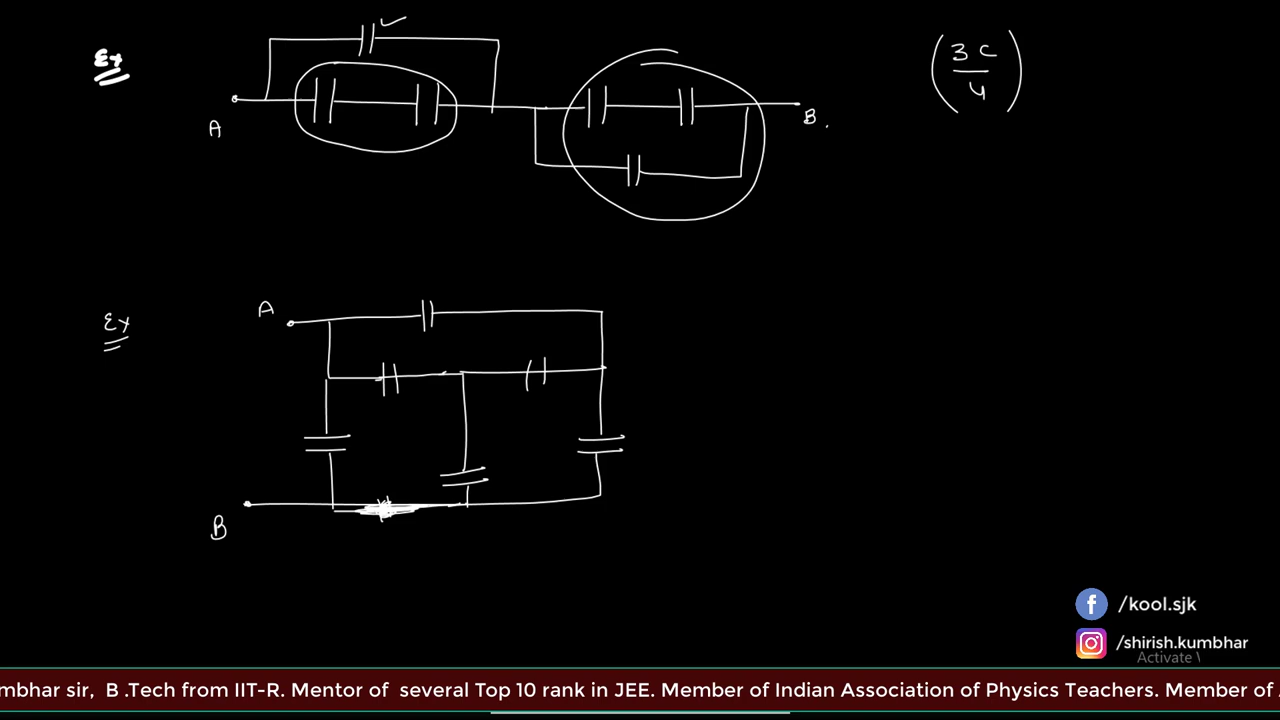 Ex
A
B.
(3C/4)
Ex
A
B
/kool.sjk
/shirish.kumbhar
Activate \
mbhar sir, B .Tech from IIT-R. Mentor of several Top 10 rank in JEE. Member of Indian Association of Physics Teachers. Member of